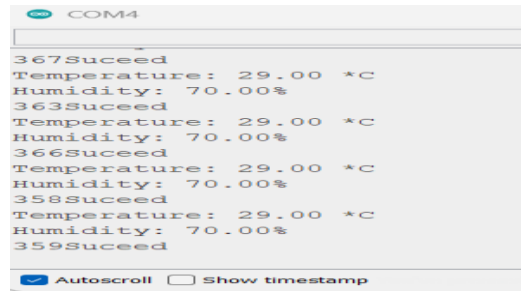 COM4
367Suceed
Temperature: 29.00 *C
Humidity: 70.00%
363Suceed
Temperature: 29.00 *C
Humidity: 70.00%
366Suceed
Temperature: 29.00 *C
Humidity: 70.00%
358Suceed
Temperature: 29.00 *C
Humidity: 70.00%
359Suceed
Autoscroll Show timestamp